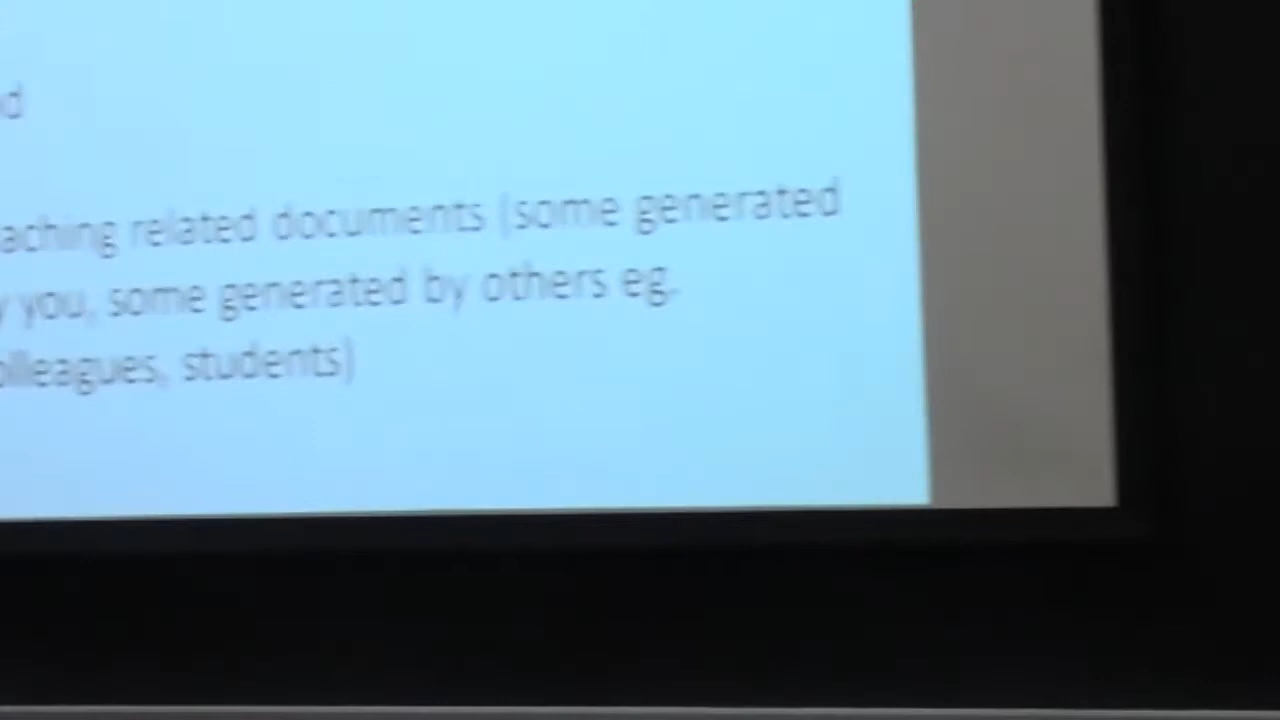 d
aching related documents (some generated
y you, some generated by others eg.
olleagues, students)